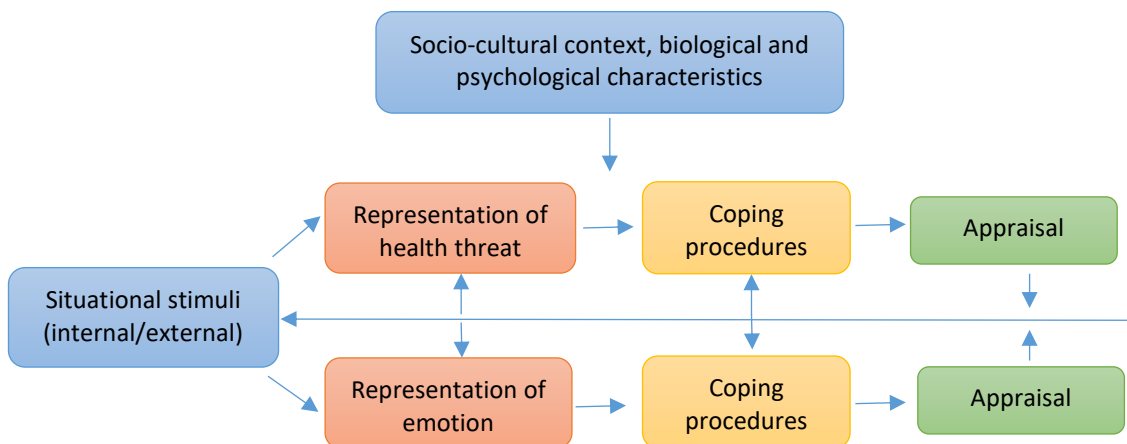 Socio-cultural context, biological and
psychological characteristics
Representation of
health threat
Coping
procedures
Appraisal
Situational stimuli
(internal/external)
Representation of
emotion
Coping
procedures
Appraisal